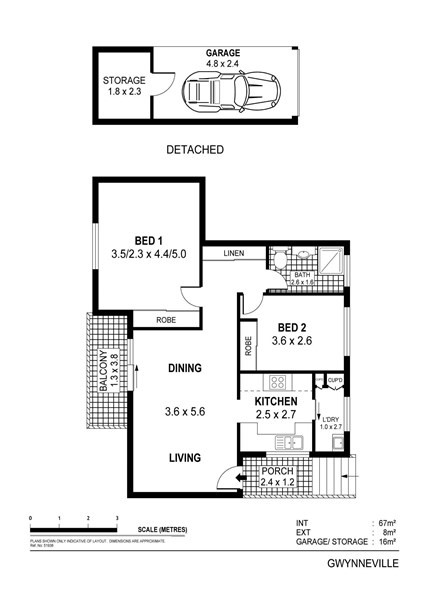 GARAGE
4.8 x 2.4
STORAGE
1.8 x 2.3
DETACHED
BED 1
3.5/2.3 x 4.4/5.0
LINEN
BATH
2.6 x 1.6
ROBE
BED 2
3.6 x 2.6
ROBE
BALCONY
1.3 x 3.8
DINING
3.6 x 5.6
LIVING
KITCHEN
2.5 x 2.7
CUP'D
L'DRY
1.0 x 2.7
PORCH
2.4 x 1.2
0 1 2 3
SCALE (METRES)
PLANS SHOWN ONLY INDICATIVE OF LAYOUT. DIMENSIONS ARE APPROXIMATE.
INT : 67m²
EXT : 8m²
GARAGE/ STORAGE : 16m²
GWYNNEVILLE